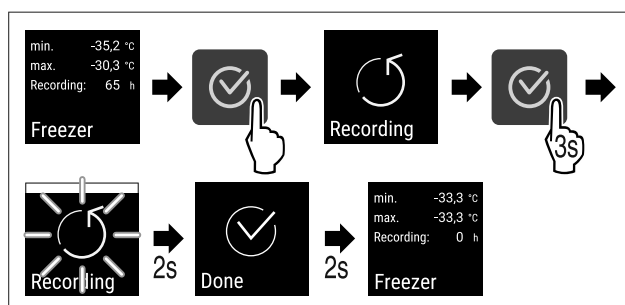 min. -35,2 °C
max. -30,3 °C
Recording: 65 h
Freezer
Recording
3s
Recording
2s
Done
2s
min. -33,3 °C
max. -33,3 °C
Recording: 0 h
Freezer